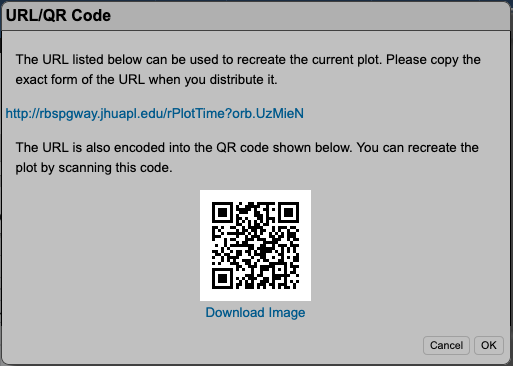 URL/QR Code
The URL listed below can be used to recreate the current plot. Please copy the
exact form of the URL when you distribute it.
http://rbspgway.jhuapl.edu/rPlotTime?orb.UzMieN
The URL is also encoded into the QR code shown below. You can recreate the
plot by scanning this code.
Download Image
Cancel OK